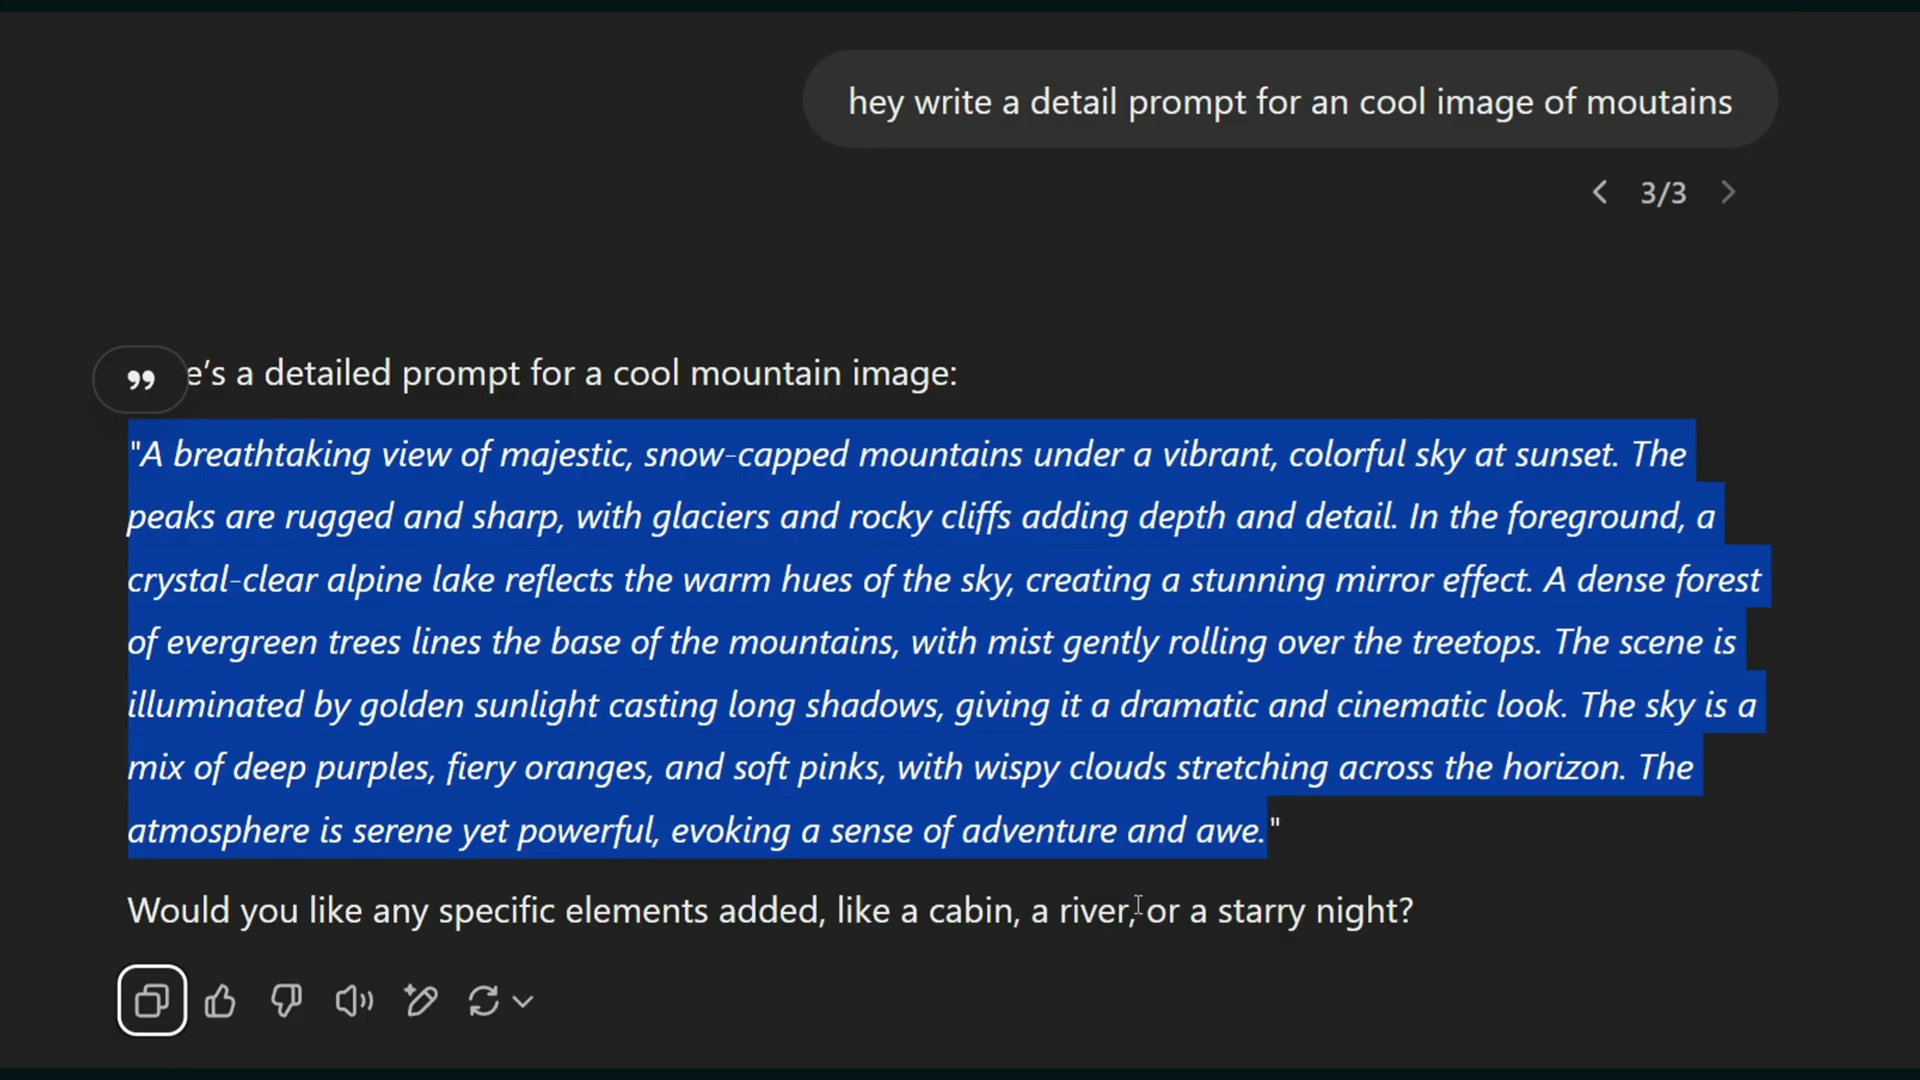 hey write a detail prompt for an cool image of moutains
3/3
e’s a detailed prompt for a cool mountain image:
"A breathtaking view of majestic, snow-capped mountains under a vibrant, colorful sky at sunset. The
peaks are rugged and sharp, with glaciers and rocky cliffs adding depth and detail. In the foreground, a
crystal-clear alpine lake reflects the warm hues of the sky, creating a stunning mirror effect. A dense forest
of evergreen trees lines the base of the mountains, with mist gently rolling over the treetops. The scene is
illuminated by golden sunlight casting long shadows, giving it a dramatic and cinematic look. The sky is a
mix of deep purples, fiery oranges, and soft pinks, with wispy clouds stretching across the horizon. The
atmosphere is serene yet powerful, evoking a sense of adventure and awe."
Would you like any specific elements added, like a cabin, a river, or a starry night?